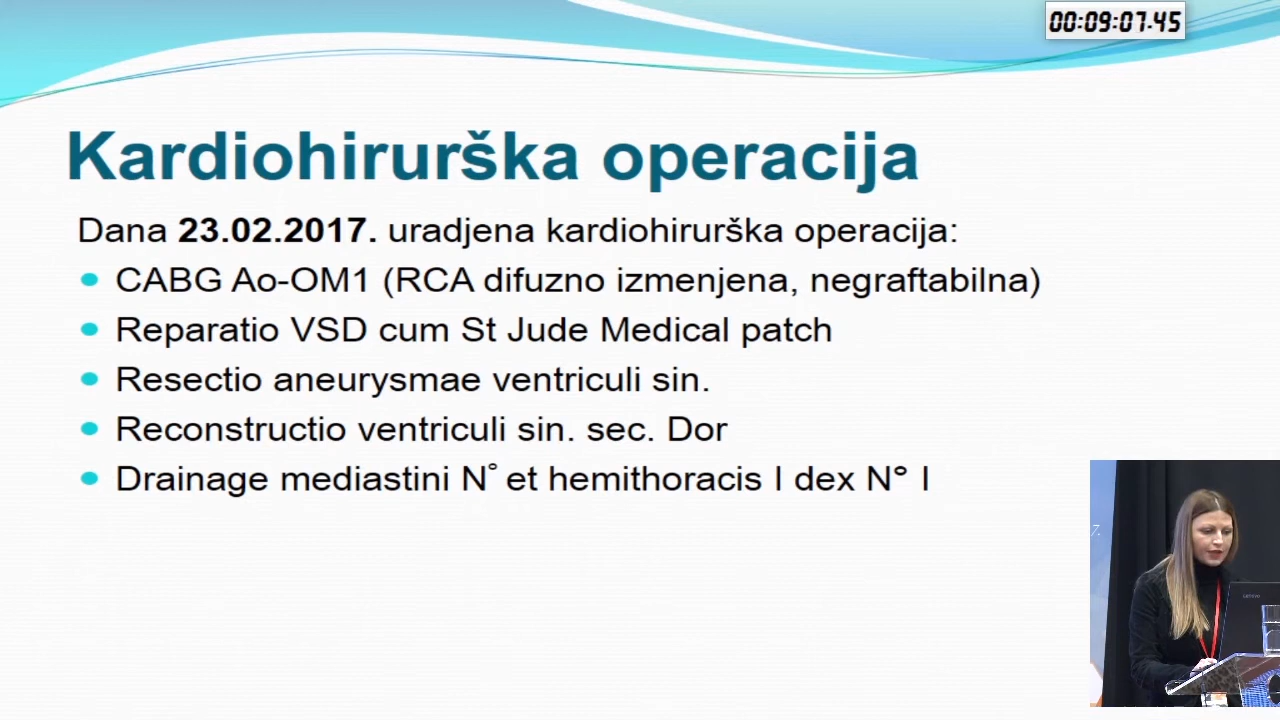 00:09:07.45
Kardiohirurška operacija
Dana 23.02.2017. uradjena kardiohirurška operacija:
CABG Ao-OM1 (RCA difuzno izmenjena, negraftabilna)
Reparatio VSD cum St Jude Medical patch
Resectio aneurysmae ventriculi sin.
Reconstructio ventriculi sin. sec. Dor
Drainage mediastini N° et hemithoracis I dex N° I
7.
lenovo